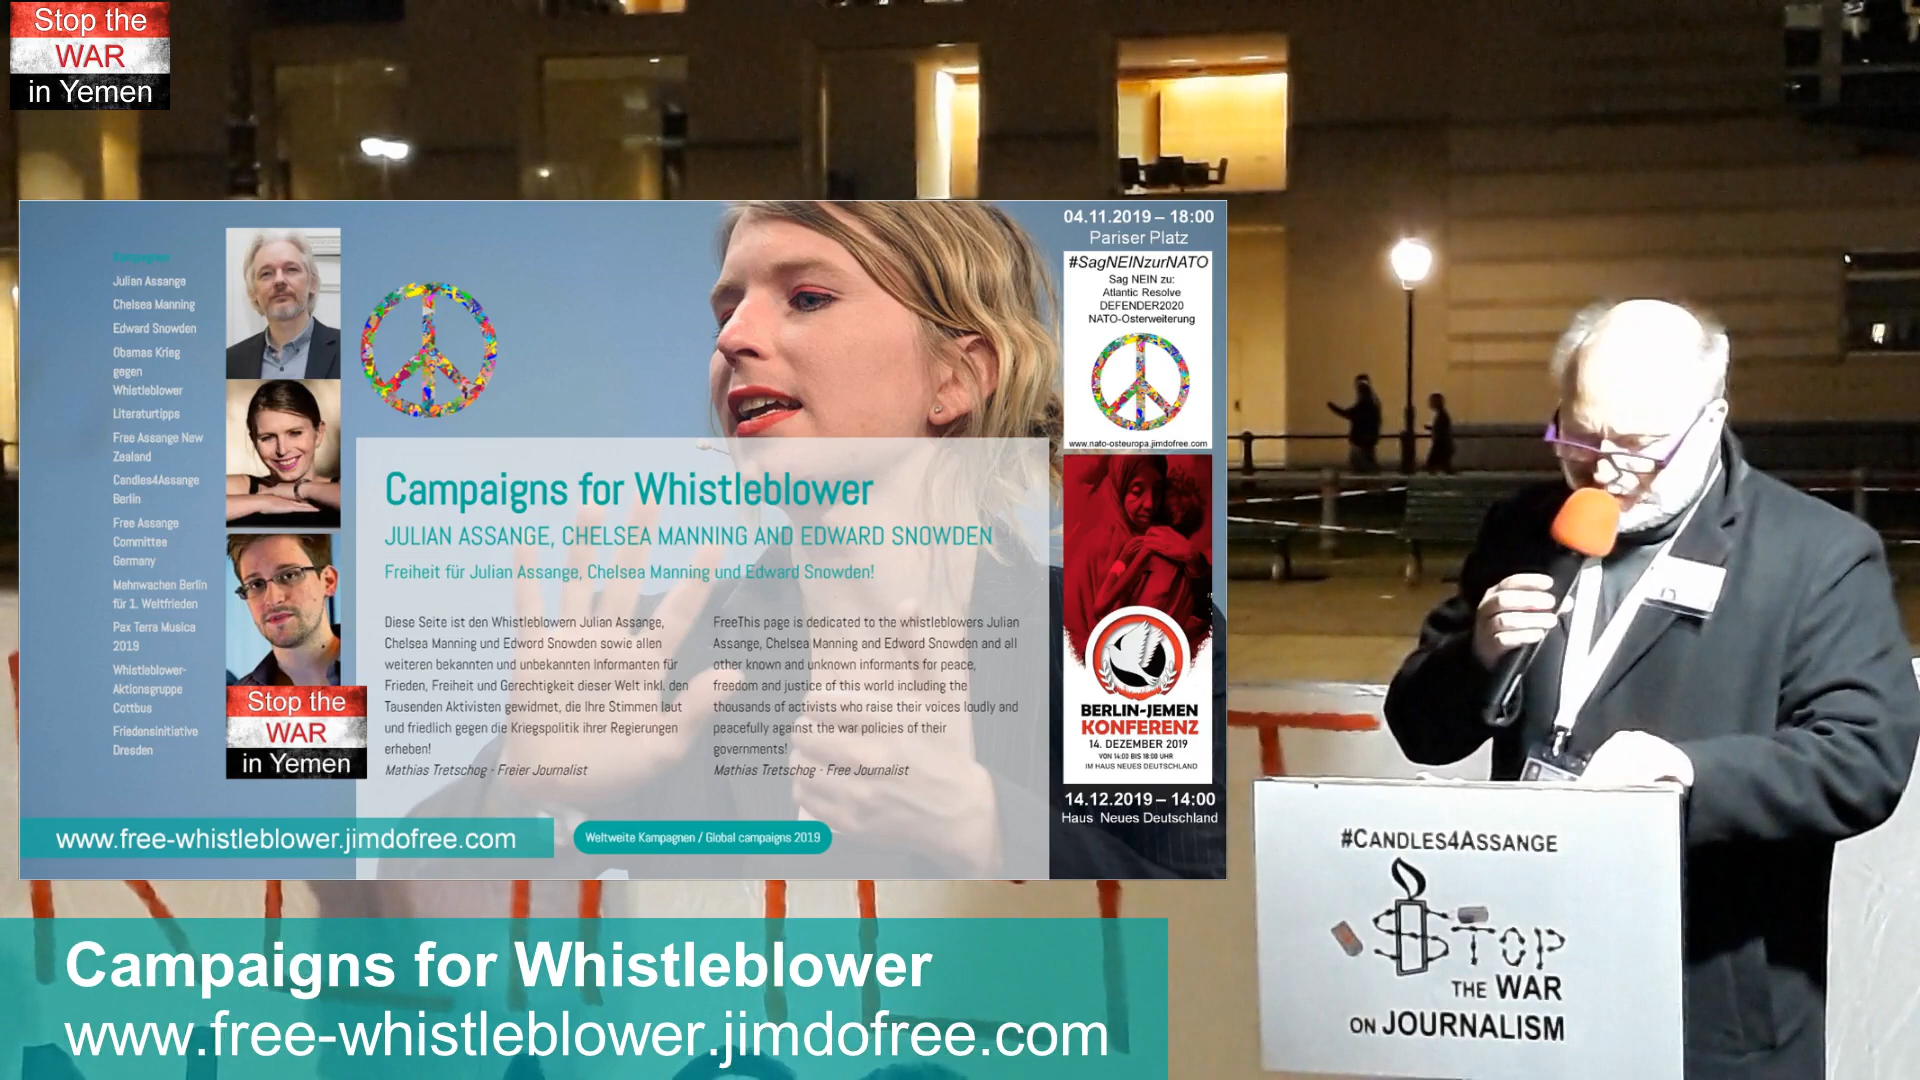 Stop the
WAR
in Yemen
Kampagnen
Julian Assange
Chelsea Manning
Edward Snowden
Obamas Krieg
gegen
Whistleblower
Literaturtipps
Free Assange New
Zealand
Candles4Assange
Berlin
Free Assange
Committee
Germany
Mahnwachen Berlin
für 1. Weltfrieden
Pax Terra Musica
2019
Whistleblower-
Aktionsgruppe
Cottbus
Friedensinitiative
Dresden
Stop the
WAR
in Yemen
Campaigns for Whistleblower
JULIAN ASSANGE, CHELSEA MANNING AND EDWARD SNOWDEN
Freiheit für Julian Assange, Chelsea Manning und Edward Snowden!
Diese Seite ist den Whistleblowern Julian Assange,
Chelsea Manning und Edword Snowden sowie allen
weiteren bekannten und unbekannten Informanten für
Frieden, Freiheit und Gerechtigkeit dieser Welt inkl. den
Tausenden Aktivisten gewidmet, die Ihre Stimmen laut
und friedlich gegen die Kriegspolitik ihrer Regierungen
erheben!
Mathias Tretschog - Freier Journalist
FreeThis page is dedicated to the whistleblowers Julian
Assange, Chelsea Manning and Edward Snowden and all
other known and unknown informants for peace,
freedom and justice of this world including the
thousands of activists who raise their voices loudly and
peacefully against the war policies of their
governments!
Mathias Tretschog - Free Journalist
www.free-whistleblower.jimdofree.com
Weltweite Kampagnen / Global campaigns 2019
04.11.2019 – 18:00
Pariser Platz
#SagNEINzurNATO
Sag NEIN zu:
Atlantic Resolve
DEFENDER2020
NATO-Osterweiterung
www.nato-osteuropa.jimdofree.com
BERLIN-JEMEN
KONFERENZ
14. DEZEMBER 2019
VON 14:00 BIS 18:00 UHR
IM HAUS NEUES DEUTSCHLAND
14.12.2019 – 14:00
Haus Neues Deutschland
#CANDLES4ASSANGE
STOP
THE WAR
ON JOURNALISM
Campaigns for Whistleblower
www.free-whistleblower.jimdofree.com